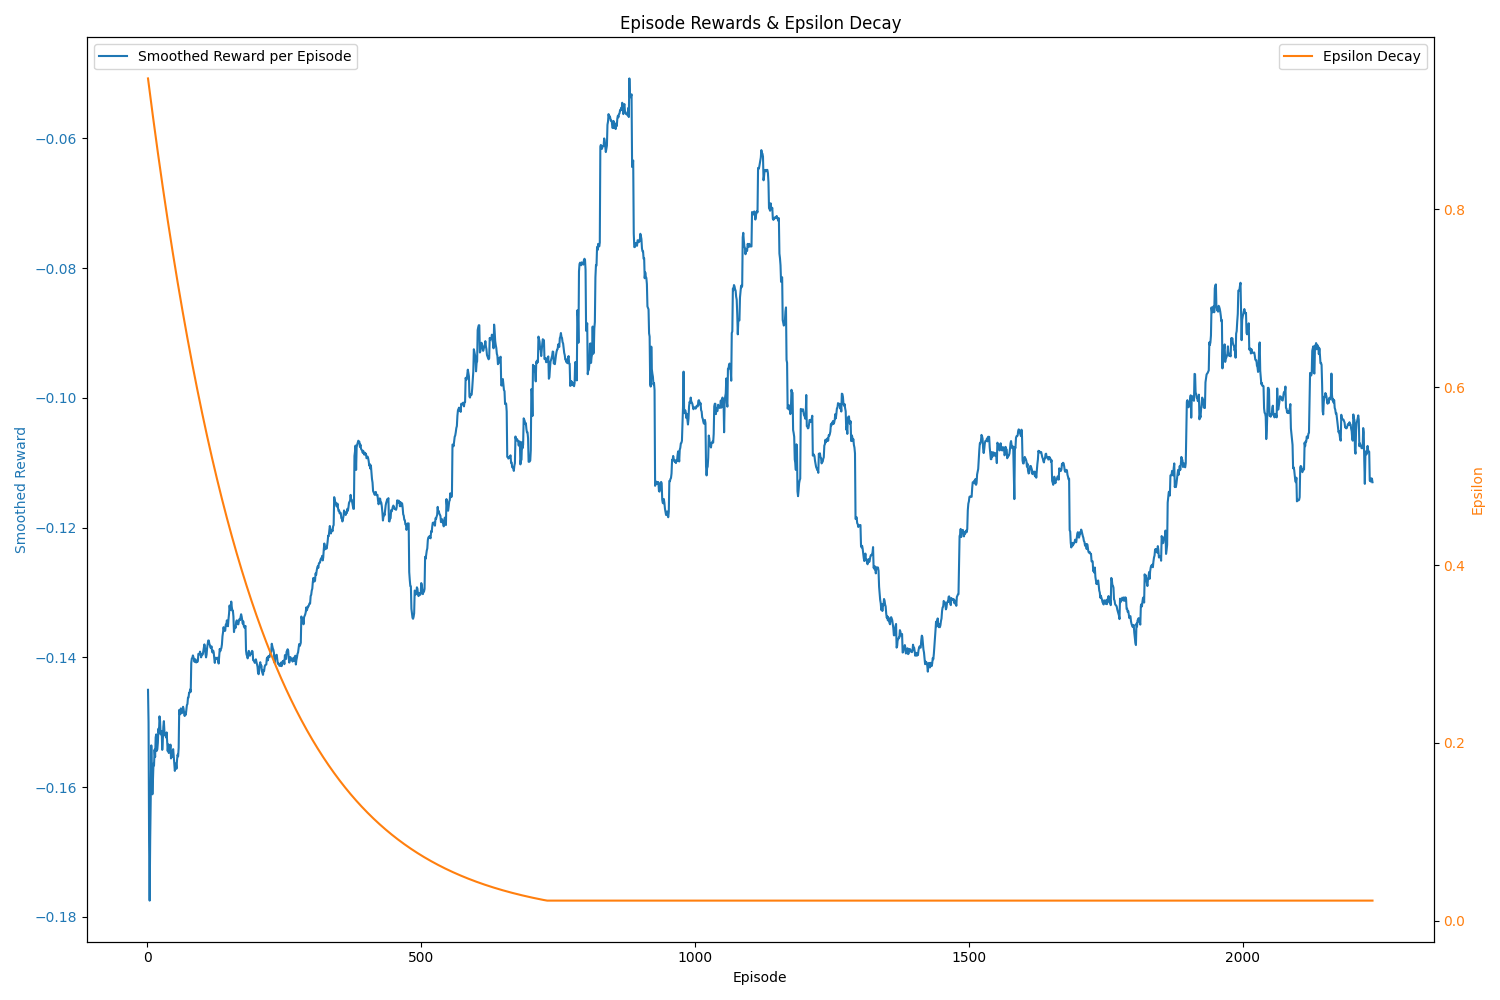 Episode Rewards & Epsilon Decay
Smoothed Reward per Episode
Epsilon Decay
Smoothed Reward
−0.06
−0.08
−0.10
−0.12
−0.14
−0.16
−0.18
0.8
0.6
0.4
0.2
0.0
Epsilon
0
500
1000
1500
2000
Episode